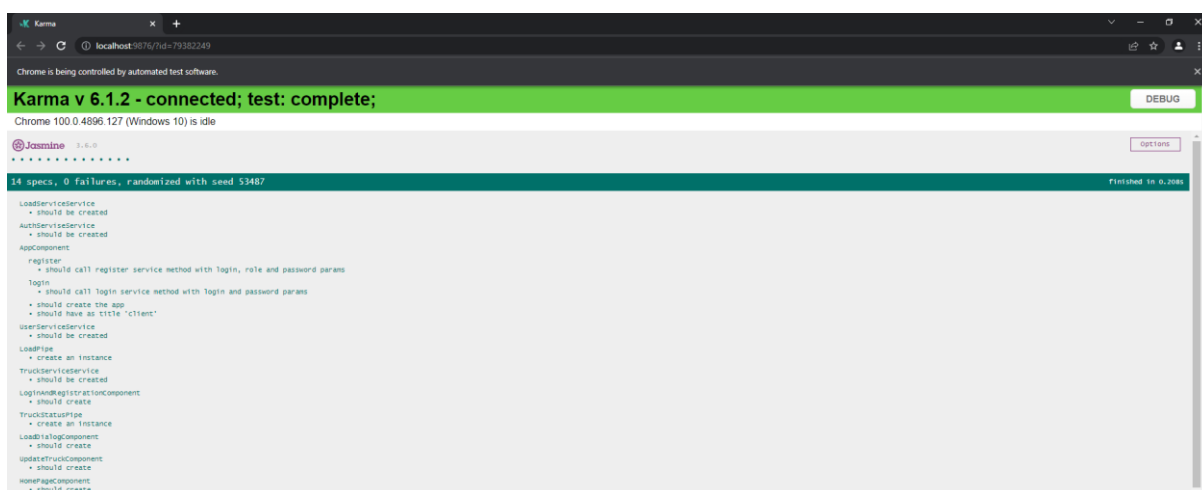 Karma
localhost:9876/?id=79382249
Chrome is being controlled by automated test software.
Karma v 6.1.2 - connected; test: complete;
DEBUG
Chrome 100.0.4896.127 (Windows 10) is idle
Jasmine 3.6.0
Options
14 specs, 0 failures, randomized with seed 53487
finished in 0.208s
LoadServiceService
• should be created
AuthServiseService
• should be created
AppComponent
register
• should call register service method with login, role and password params
login
• should call login service method with login and password params
• should create the app
• should have as title 'client'
UserServiceService
• should be created
LoadPipe
• create an instance
TruckServiceService
• should be created
LoginAndRegistrationComponent
• should create
TruckStatusPipe
• create an instance
LoadDialogComponent
• should create
UpdateTruckComponent
• should create
HomePageComponent
• should create